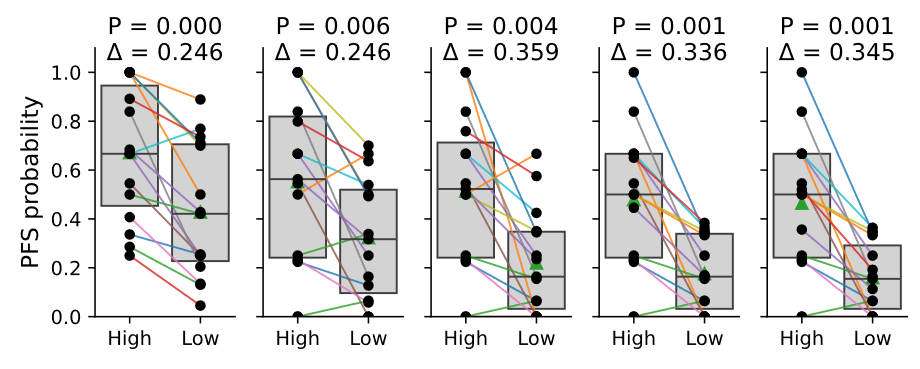 P = 0.000
Δ = 0.246
P = 0.006
Δ = 0.246
P = 0.004
Δ = 0.359
P = 0.001
Δ = 0.336
P = 0.001
Δ = 0.345
PFS probability
1.0
0.8
0.6
0.4
0.2
0.0
High Low
High Low
High Low
High Low
High Low